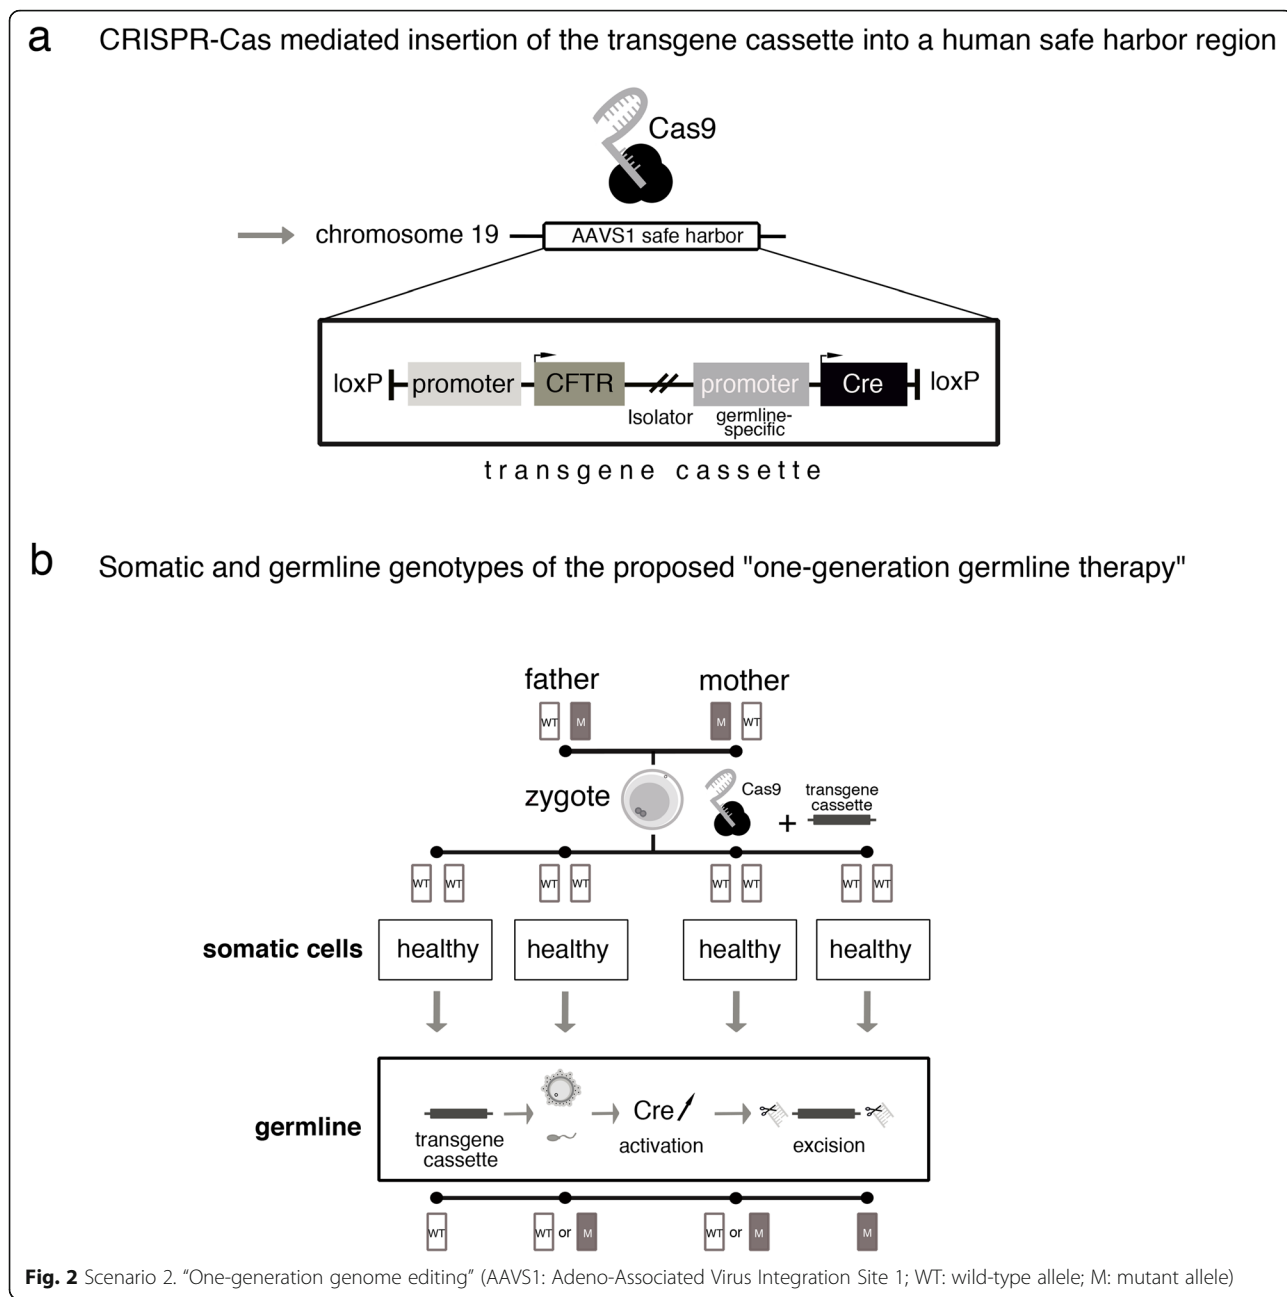 a CRISPR-Cas mediated insertion of the transgene cassette into a human safe harbor region
Cas9
chromosome 19
AAVS1 safe harbor
loxP
promoter
CFTR
Isolator
promoter
germline-
specific
Cre
loxP
transgene cassette
b Somatic and germline genotypes of the proposed "one-generation germline therapy"
father
mother
WT
M
M
WT
zygote
Cas9
+
transgene
cassette
WT
WT
WT
WT
WT
WT
WT
WT
somatic cells
healthy
healthy
healthy
healthy
germline
transgene
cassette
Cre
activation
excision
WT
WT or M
WT or M
M
Fig. 2 Scenario 2. “One-generation genome editing” (AAVS1: Adeno-Associated Virus Integration Site 1; WT: wild-type allele; M: mutant allele)